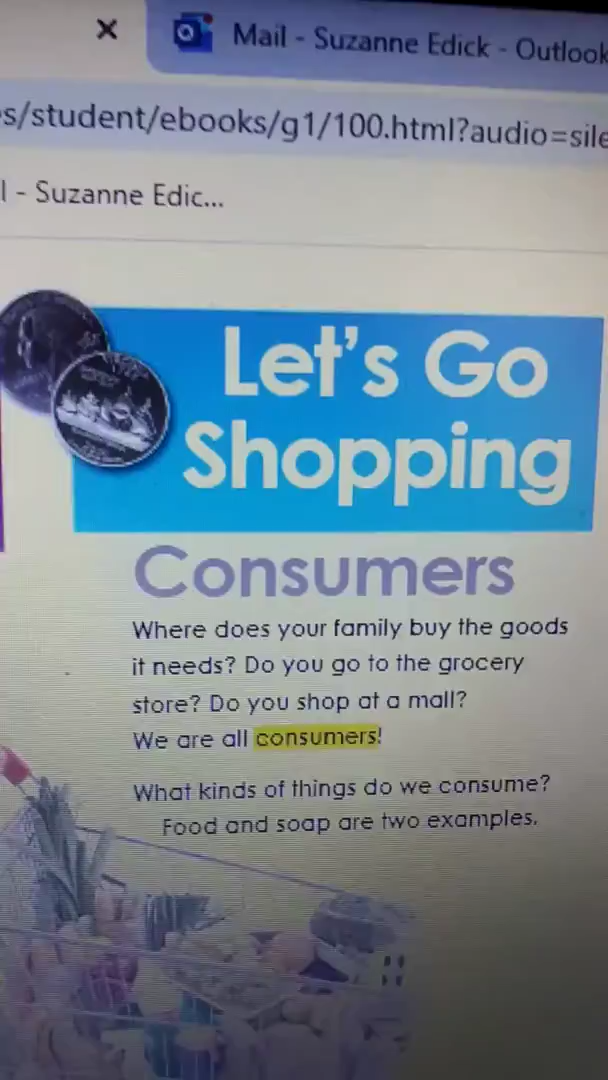 Mail - Suzanne Edick - Outlook
s/student/ebooks/g1/100.html?audio=sile
l - Suzanne Edic...
Let's Go
Shopping
Consumers
Where does your family buy the goods
it needs? Do you go to the grocery
store? Do you shop at a mall?
We are all consumers!
What kinds of things do we consume?
Food and soap are two examples.